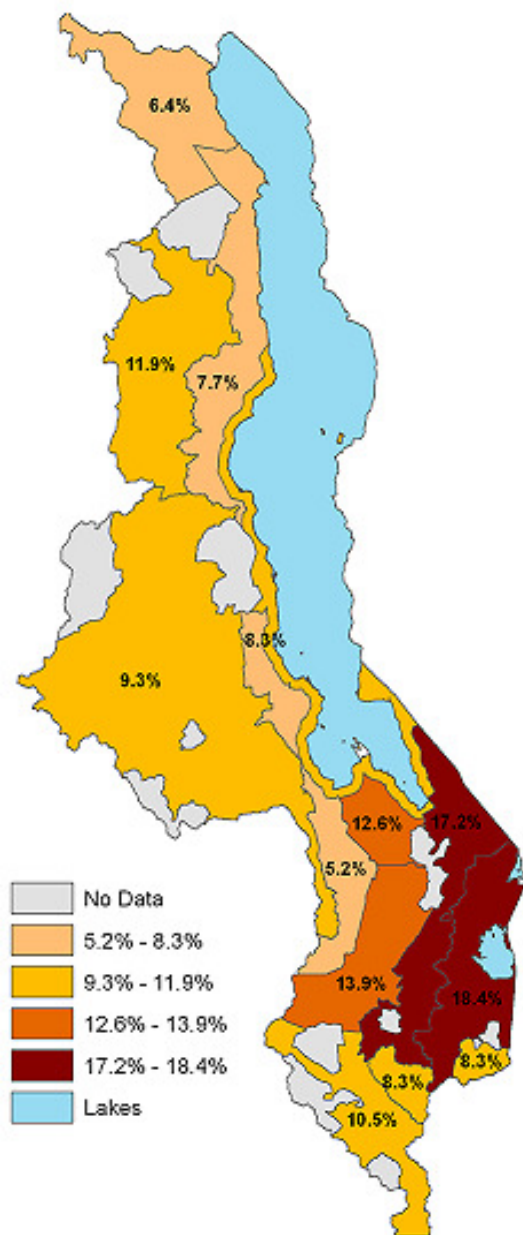 6.4%
11.9%
7.7%
8.3%
9.3%
12.6%
17.2%
5.2%
13.9%
18.4%
8.3%
8.3%
10.5%
No Data
5.2% - 8.3%
9.3% - 11.9%
12.6% - 13.9%
17.2% - 18.4%
Lakes